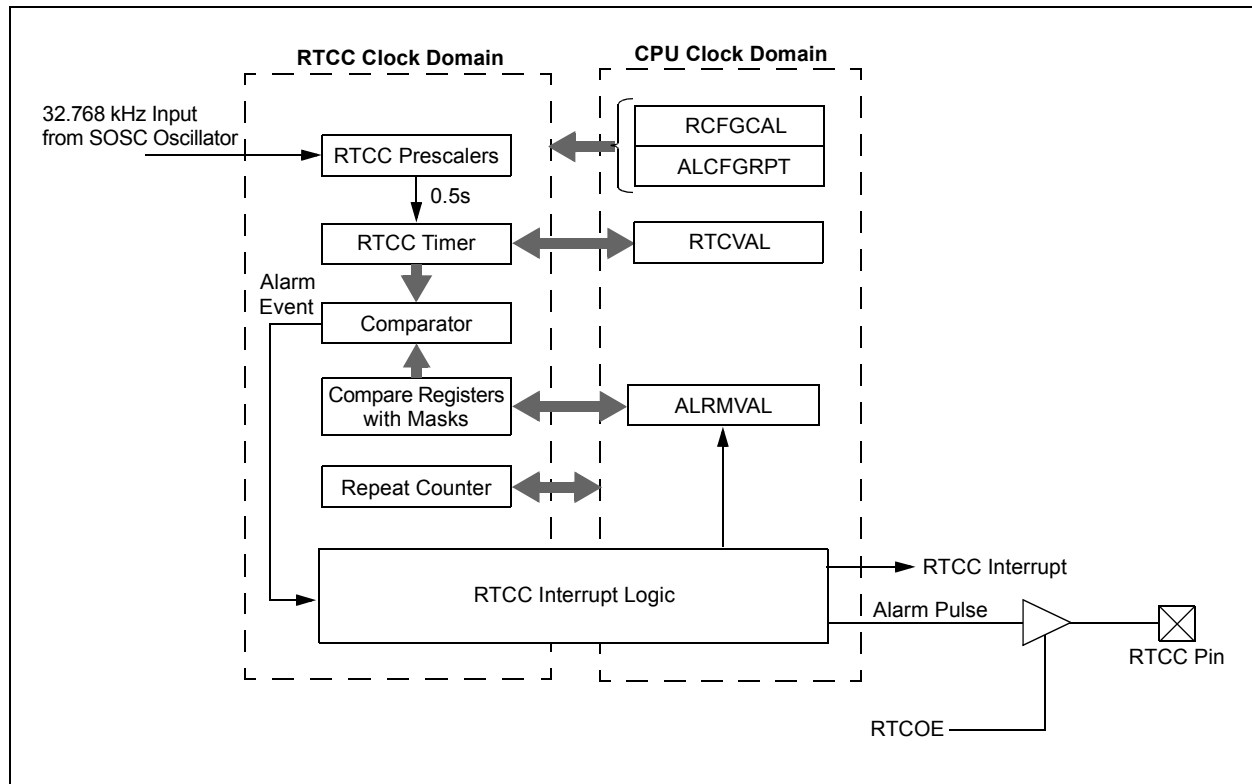 RTCC Clock Domain
CPU Clock Domain
32.768 kHz Input
from SOSC Oscillator
RCFGCAL
RTCC Prescalers
ALCFGRPT
0.5s
RTCC Timer
RTCVAL
Alarm
Event
Comparator
Compare Registers
with Masks
ALRMVAL
Repeat Counter
RTCC Interrupt
RTCC Interrupt Logic
Alarm Pulse
RTCC Pin
RTCOE